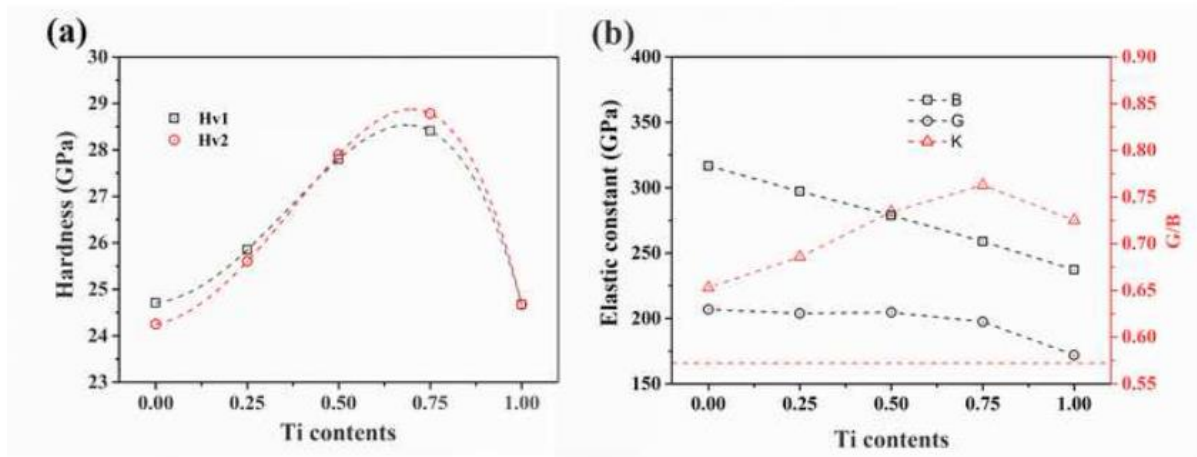 (a)
30
29
28
27
26
25
24
23
Hardness (GPa)
Hv1
Hv2
0.00 0.25 0.50 0.75 1.00
Ti contents
(b)
400
350
300
250
200
150
Elastic constant (GPa)
B
G
K
0.90
0.85
0.80
0.75
0.70
0.65
0.60
0.55
G/B
0.00 0.25 0.50 0.75 1.00
Ti contents